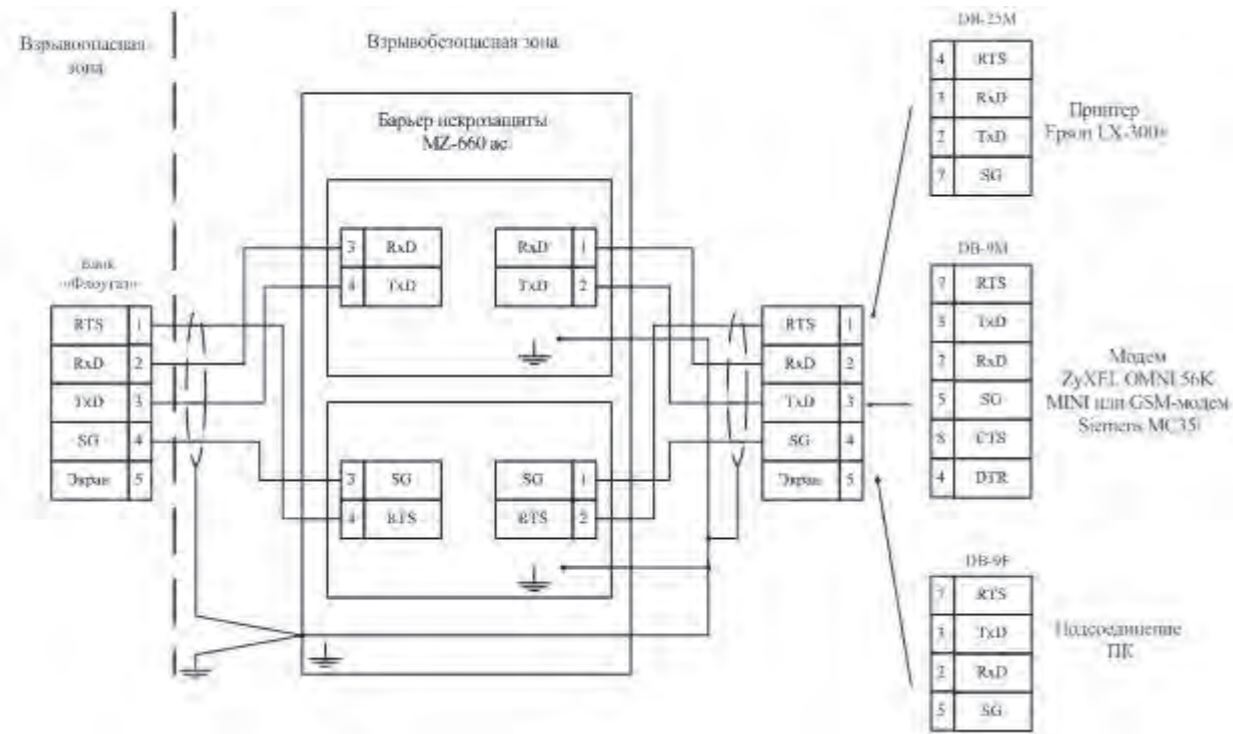 Взрывоопасная
зона
Взрывобезопасная зона
Барьер искрозащиты
MZ-660 ас
3 RxD
4 TxD
RxD 1
TxD 2
3 SG
4 RTS
SG 1
RTS 2
Блок
«Флоугаз»
RTS 1
RxD 2
TxD 3
SG 4
Экран 5
RTS 1
RxD 2
TxD 3
SG 4
Экран 5
DB-25M
4 RTS
3 RxD
2 TxD
7 SG
Принтер
Epson LX-300+
DB-9M
7 RTS
3 TxD
2 RxD
5 SG
8 CTS
4 DTR
Модем
ZyXEL OMNI 56K
MINI или GSM-модем
Siemens MC35i
DB-9F
7 RTS
3 TxD
2 RxD
5 SG
Подсоединение
ПК